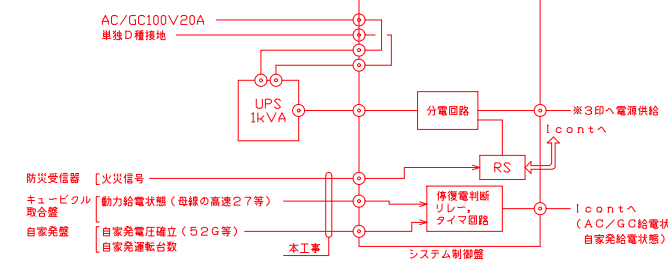 AC/GC100V20A
単独D種接地
UPS
1kVA
分電回路
※3印へ電源供給
Icontへ
RS
防災受信器
火災信号
キュービクル
取合盤
動力給電状態(母線の高速27等)
停復電判断
リレー,
タイマ回路
Icontへ
(AC/GC給電状
自家発給電状態)
自家発盤
自家発電圧確立(52G等)
自家発運転台数
本工事
システム制御盤